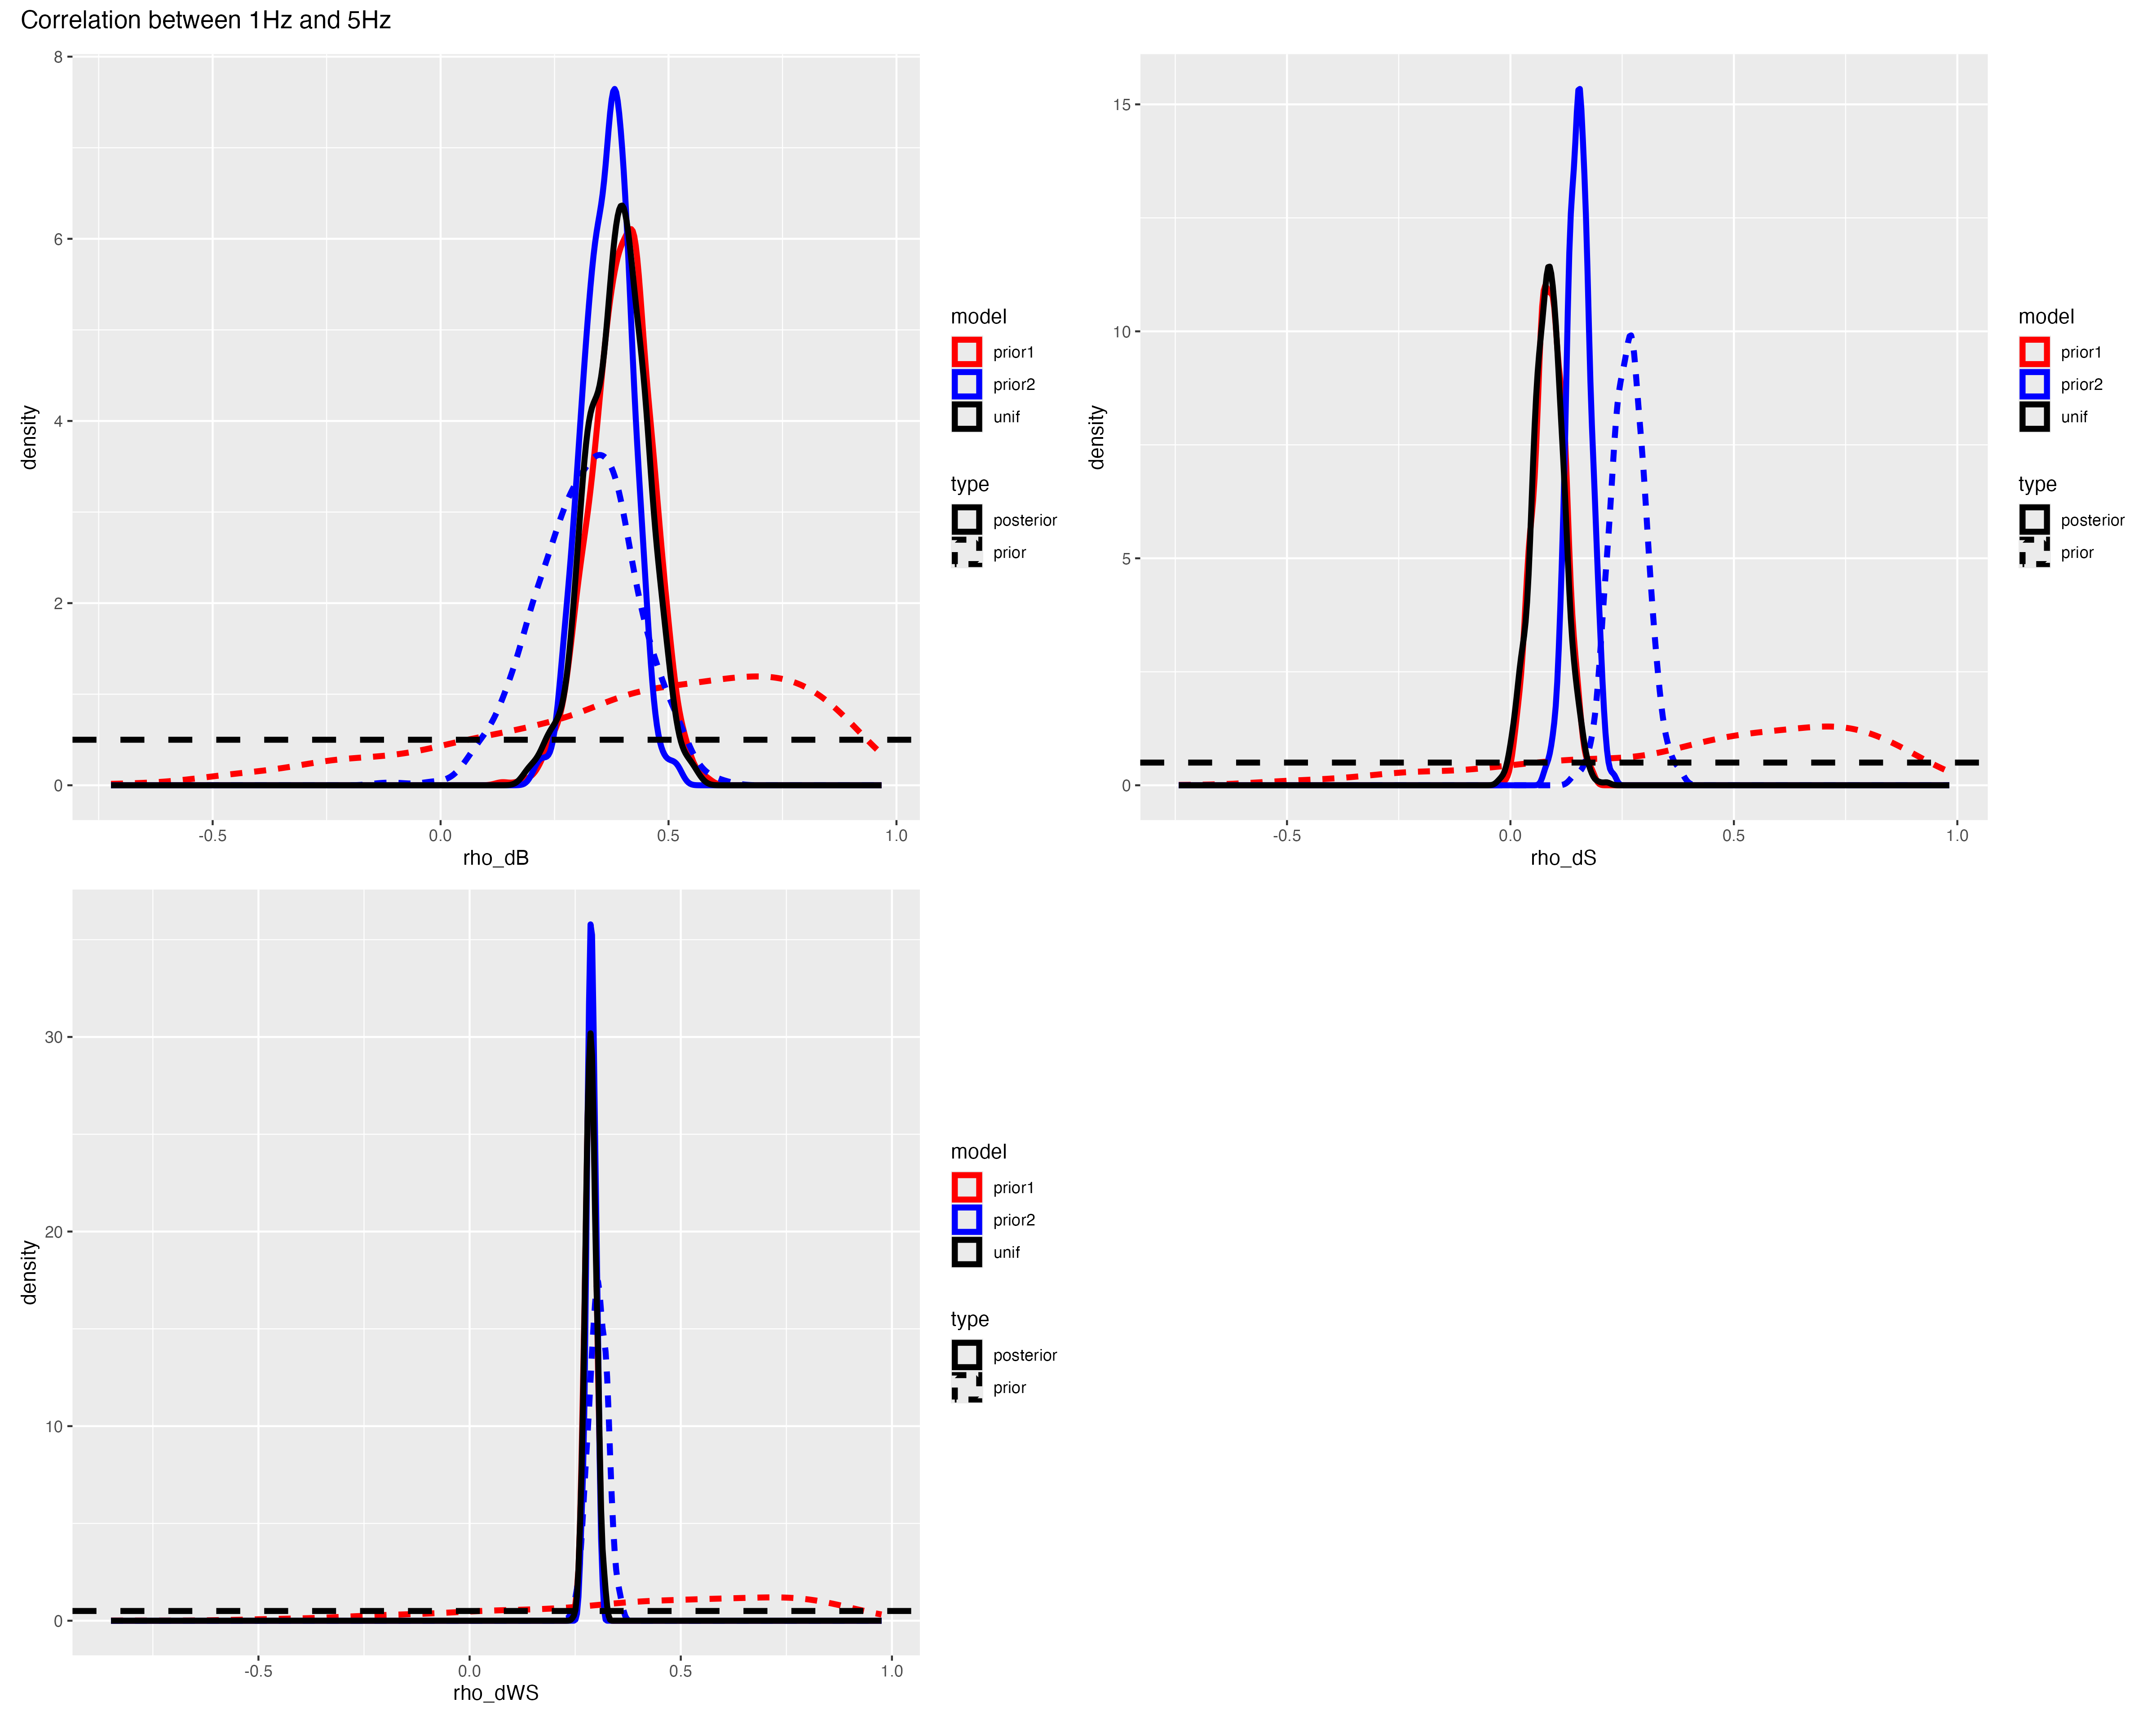 Correlation between 1Hz and 5Hz
8
6
4
2
0
density
-0.5 0.0 0.5 1.0
rho_dB
model
prior1
prior2
unif
type
posterior
prior
15
10
5
0
density
-0.5 0.0 0.5 1.0
rho_dS
model
prior1
prior2
unif
type
posterior
prior
30
20
10
0
density
-0.5 0.0 0.5 1.0
rho_dWS
model
prior1
prior2
unif
type
posterior
prior